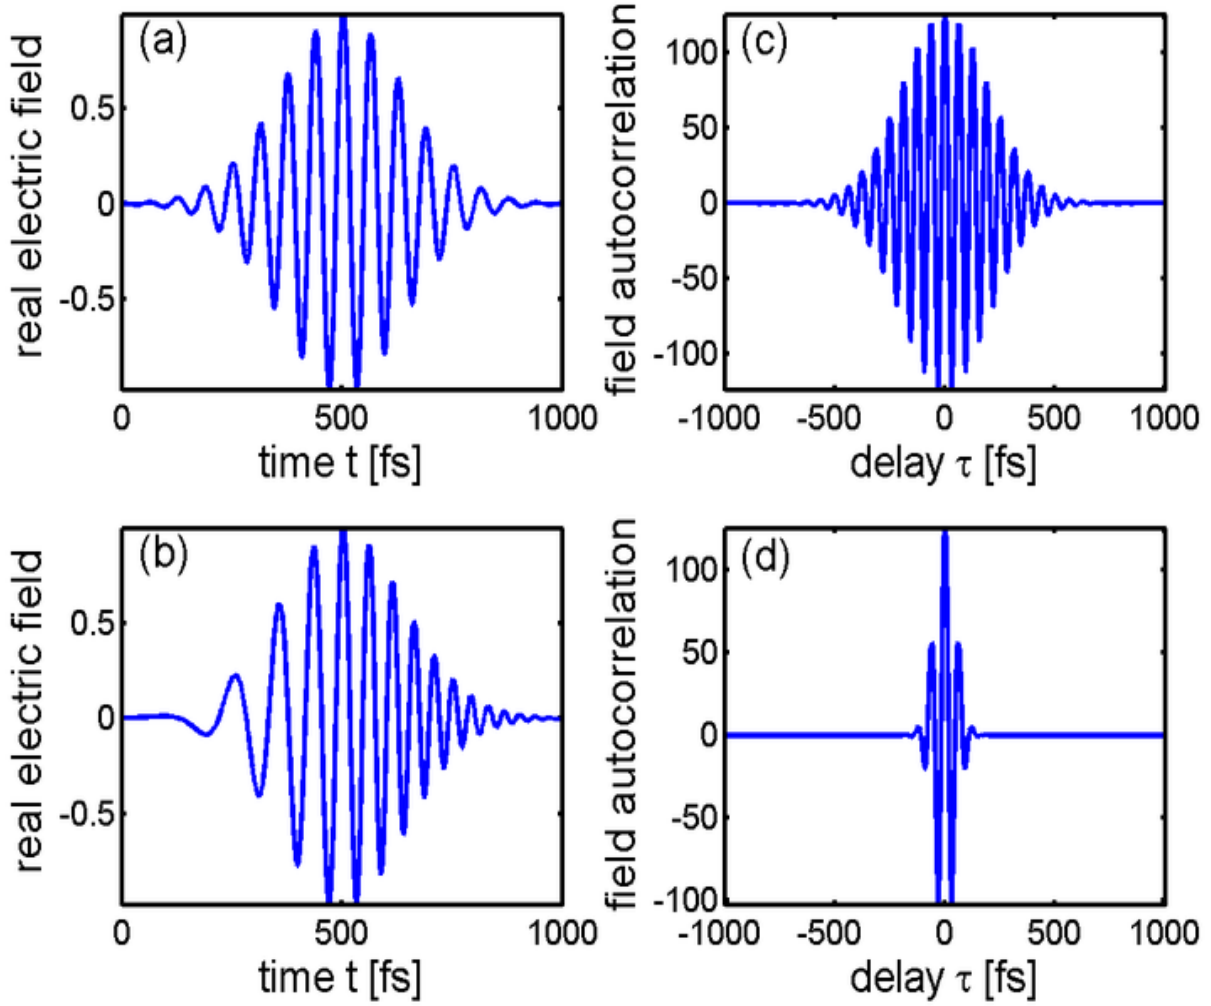 (a)
real electric field
0.5
0
-0.5
0
500
1000
time t [fs]
(c)
field autocorrelation
100
50
0
-50
-100
-1000
-500
0
500
1000
delay τ [fs]
(b)
real electric field
0.5
0
-0.5
0
500
1000
time t [fs]
(d)
field autocorrelation
100
50
0
-50
-100
-1000
-500
0
500
1000
delay τ [fs]